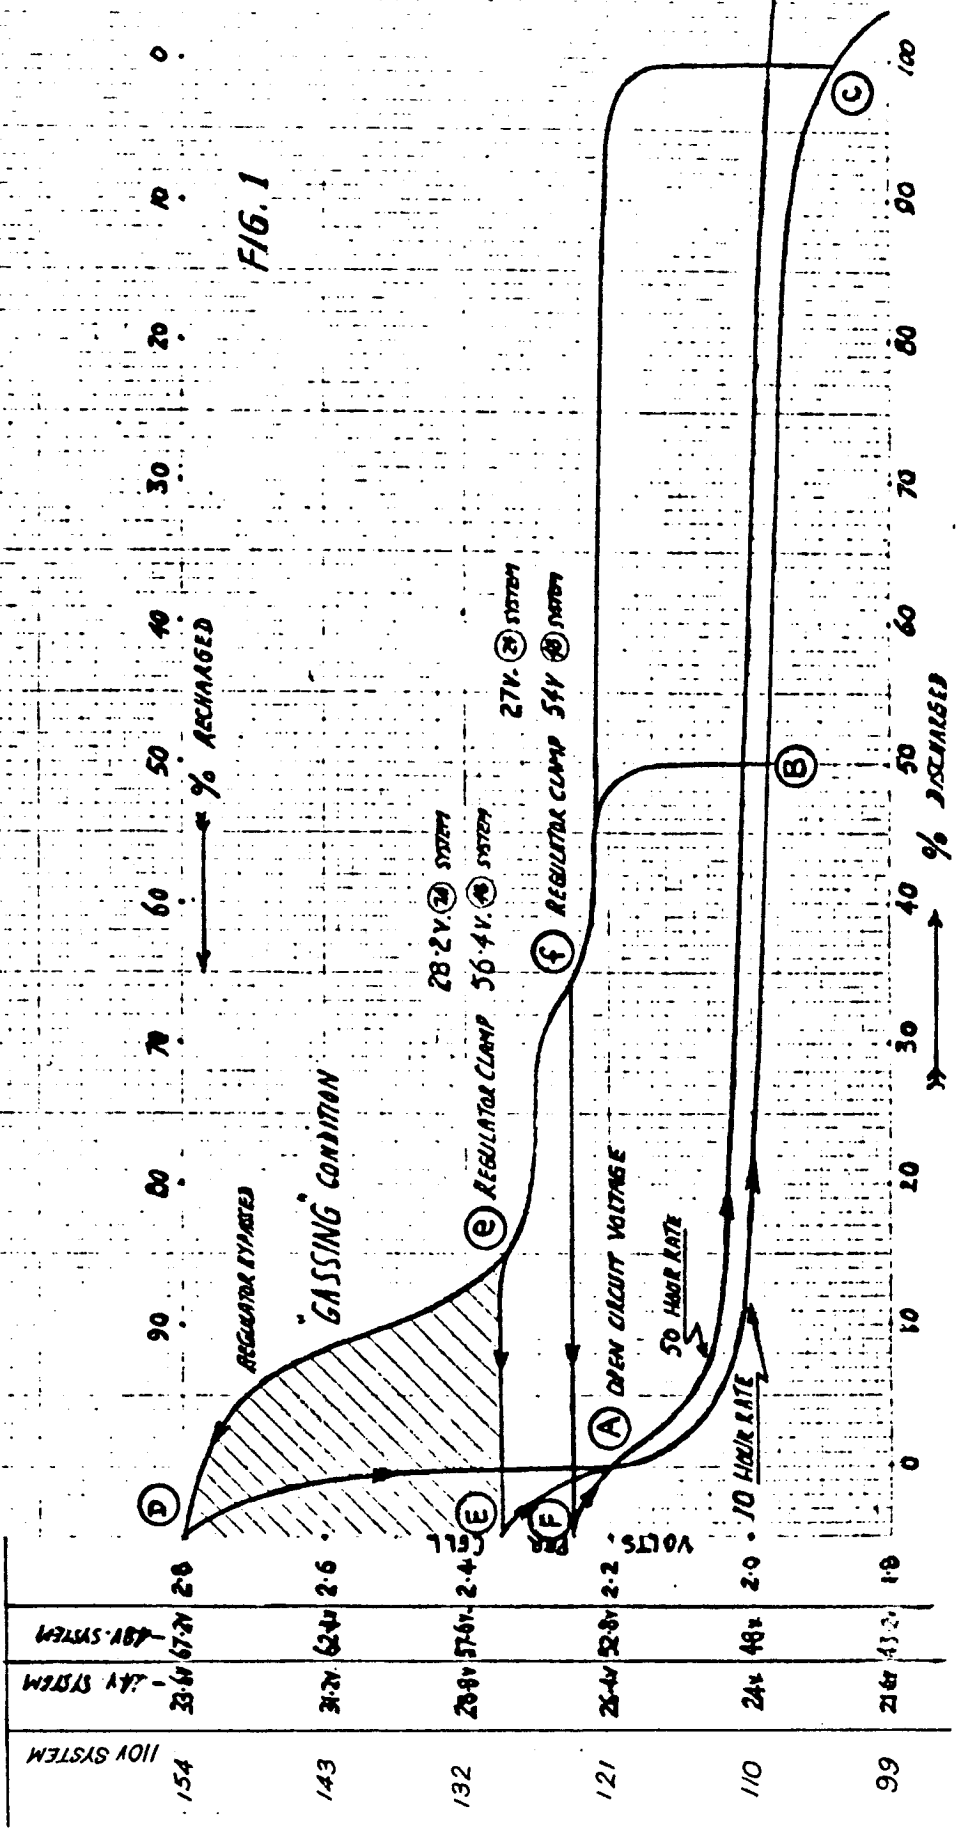 FIG. 1
0
10
20
30
40
50
60
70
80
90
% RECHARGED
REGULATOR BYPASSED
"GASSING" CONDITION
28·2V. 24 SYSTEM
REGULATOR CLAMP 56·4V. 48 SYSTEM
27V. 24 SYSTEM
REGULATOR CLAMP 54V 48 SYSTEM
D
e
f
E
F
A
OPEN CIRCUIT VOLTAGE
50 HOUR RATE
10 HOUR RATE
B
C
VOLTS.
PER
CELL
2·8
2·6
2·4
2·2
2·0
1·8
48V. SYSTEM
67·2V
62·4V
57·6V
52·8V
48V
43·2V
24V SYSTEM
33·6V
31·2V
28·8V
26·4V
24V
21·6V
110V SYSTEM
154
143
132
121
110
99
0
10
20
30
40
50
60
70
80
90
100
% DISCHARGED